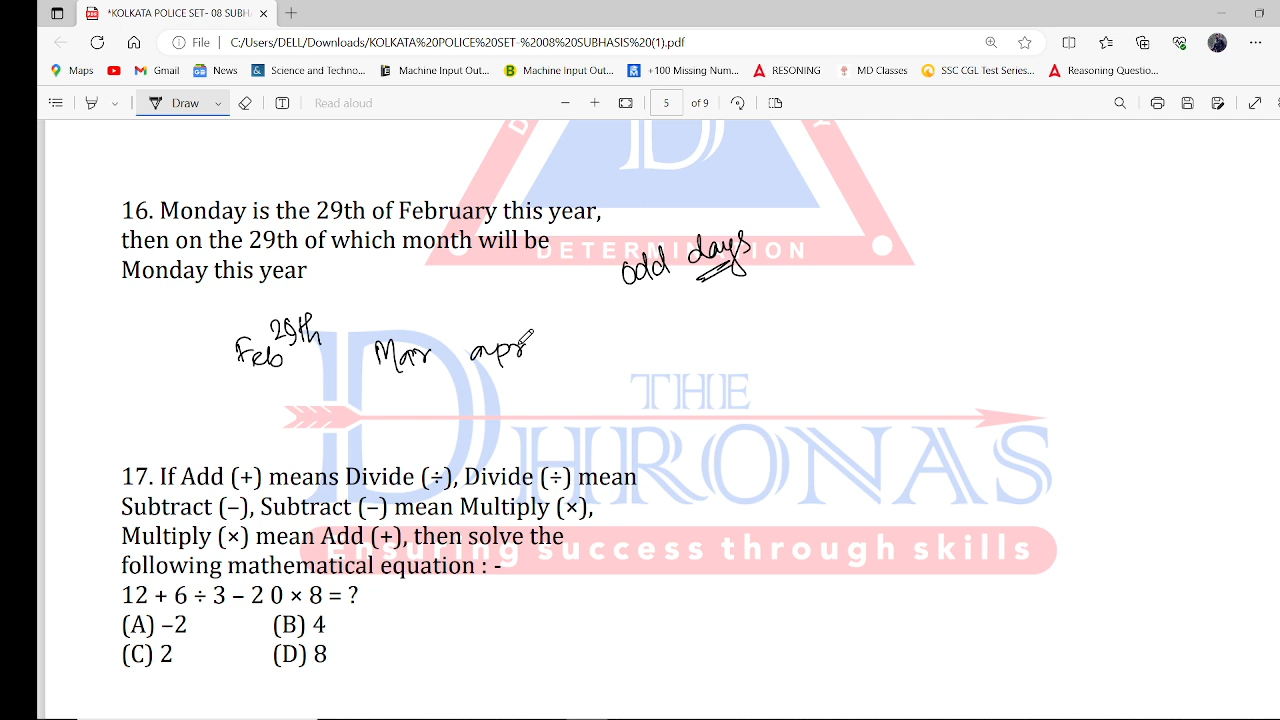 *KOLKATA POLICE SET- 08 SUBH
File
C:/Users/DELL/Downloads/KOLKATA%20POLICE%20SET-%2008%20SUBHASIS%20(1).pdf
Maps
Gmail
News
Science and Techno...
Machine Input Out...
Machine Input Out...
+100 Missing Num...
RESONING
MD Classes
SSC CGL Test Series...
Reasoning Questio...
Draw
Read aloud
5 of 9
D
DETERMINATION
16. Monday is the 29th of February this year,
then on the 29th of which month will be
Monday this year
odd days
Feb 29th Mar apr
THE
DHRONAS
Ensuring success through skills
17. If Add (+) means Divide (÷), Divide (÷) mean
Subtract (–), Subtract (–) mean Multiply (×),
Multiply (×) mean Add (+), then solve the
following mathematical equation : -
12 + 6 ÷ 3 – 2 0 × 8 = ?
(A) –2 (B) 4
(C) 2 (D) 8